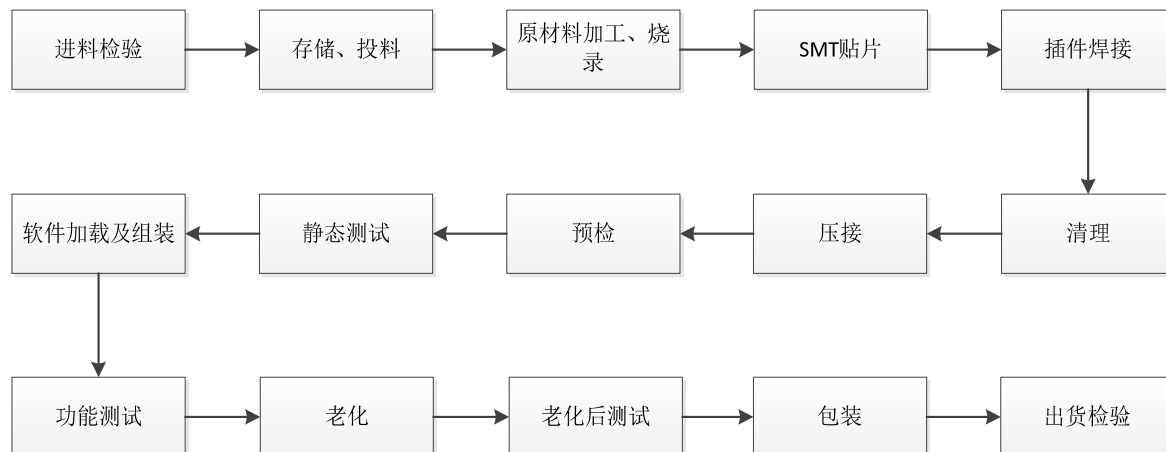 进料检验
存储、投料
原材料加工、烧
录
SMT贴片
插件焊接
清理
压接
预检
静态测试
软件加载及组装
功能测试
老化
老化后测试
包装
出货检验